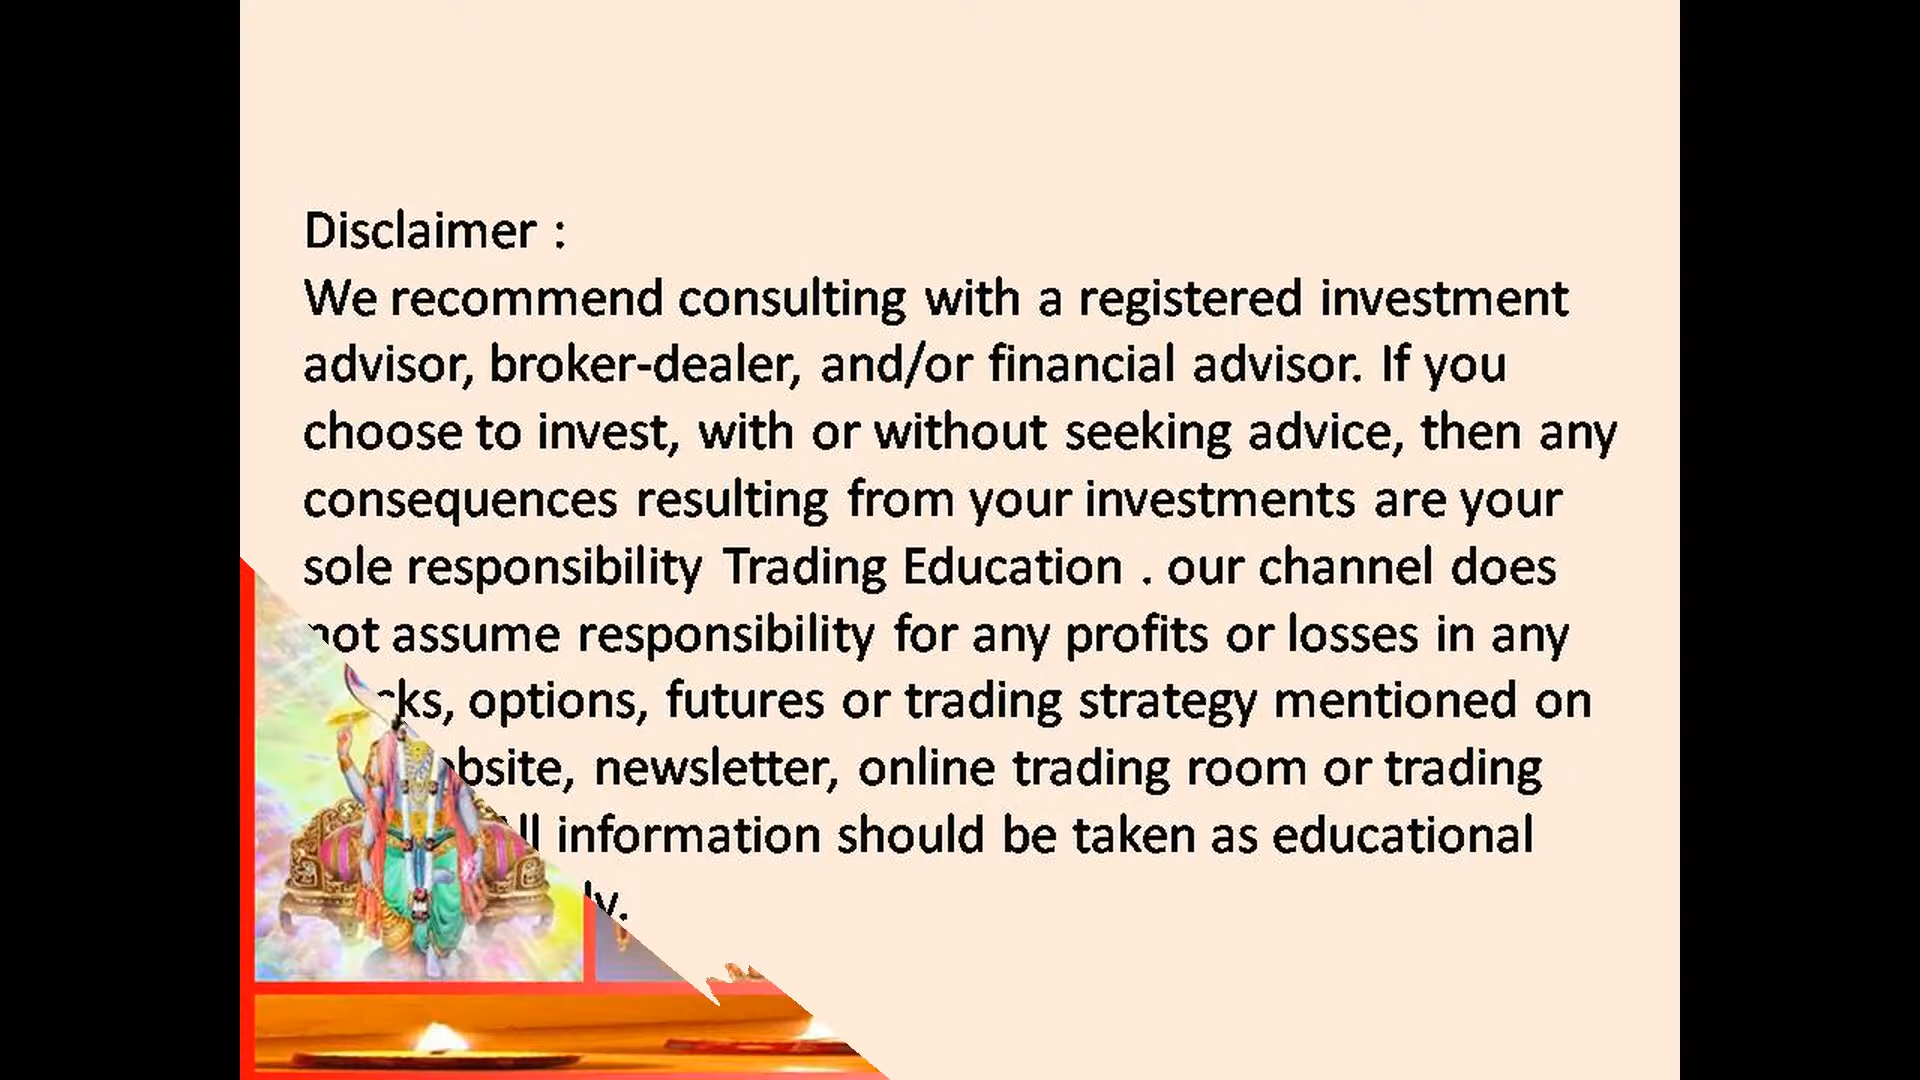 Disclaimer :
We recommend consulting with a registered investment
advisor, broker-dealer, and/or financial advisor. If you
choose to invest, with or without seeking advice, then any
consequences resulting from your investments are your
sole responsibility Trading Education . our channel does
not assume responsibility for any profits or losses in any
options, futures or trading strategy mentioned on
newsletter, online trading room or trading
All information should be taken as educational